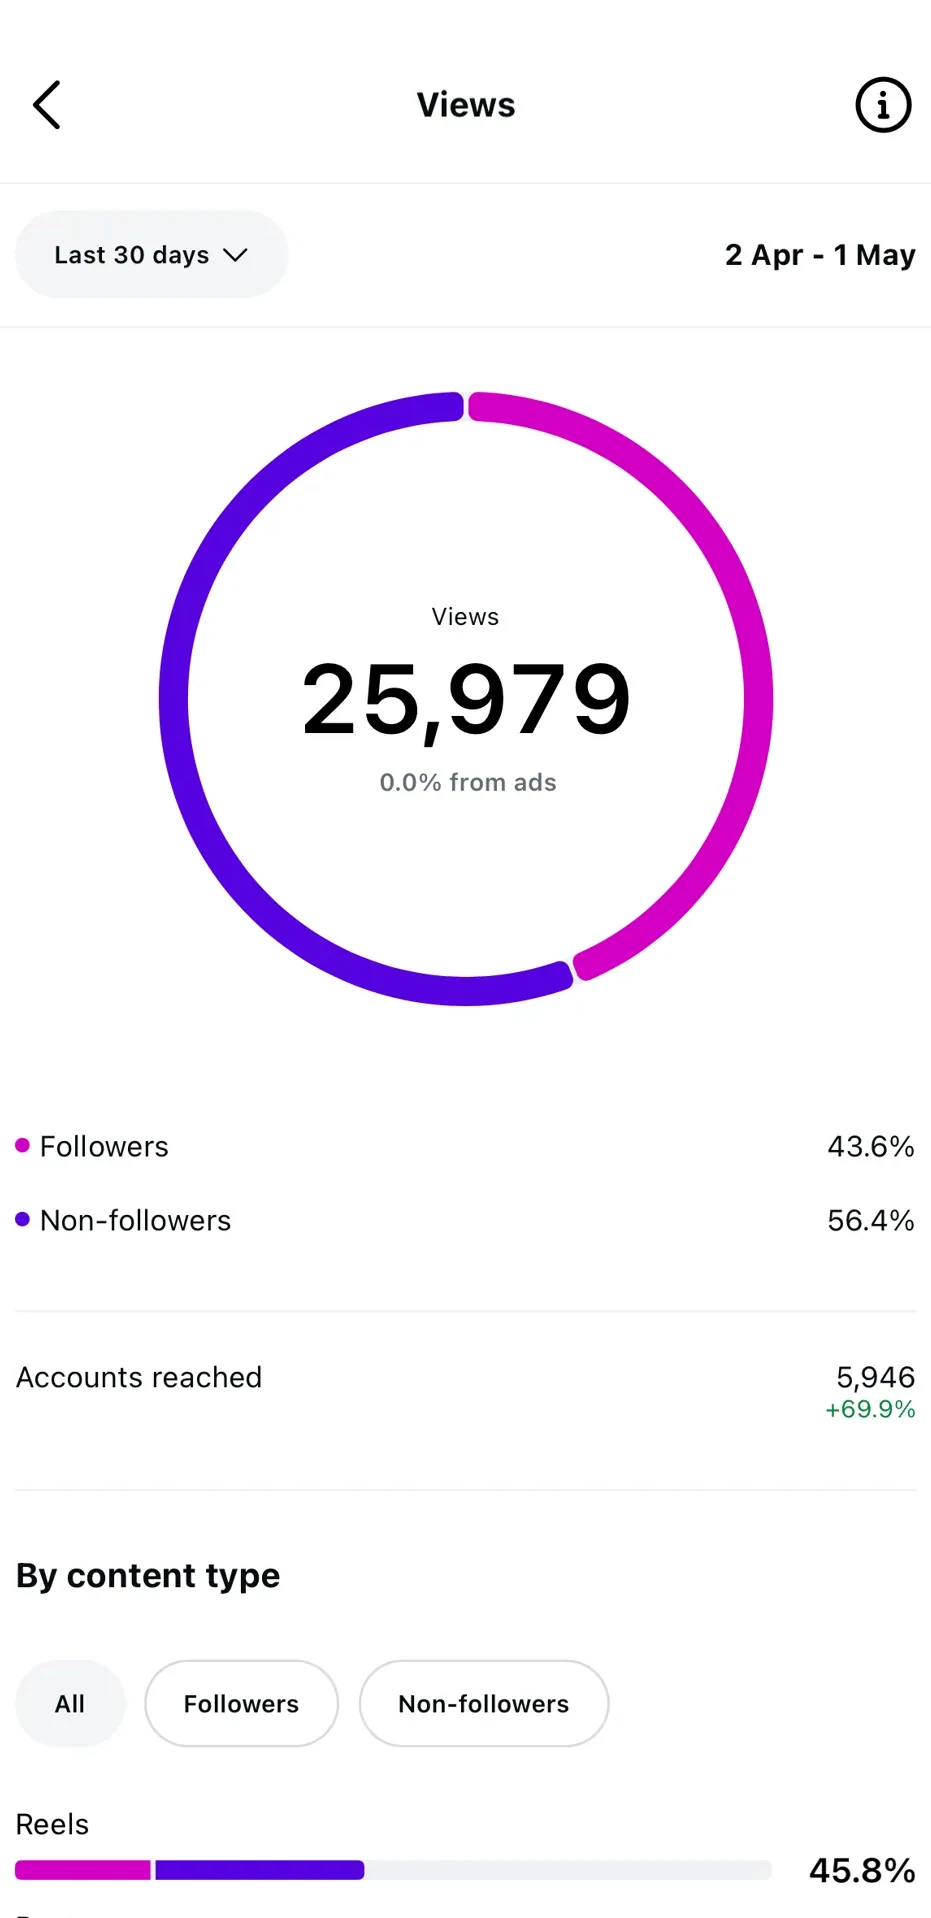 Views
Last 30 days
2 Apr - 1 May
Views
25,979
0.0% from ads
Followers 43.6%
Non-followers 56.4%
Accounts reached 5,946
+69.9%
By content type
All
Followers
Non-followers
Reels
45.8%